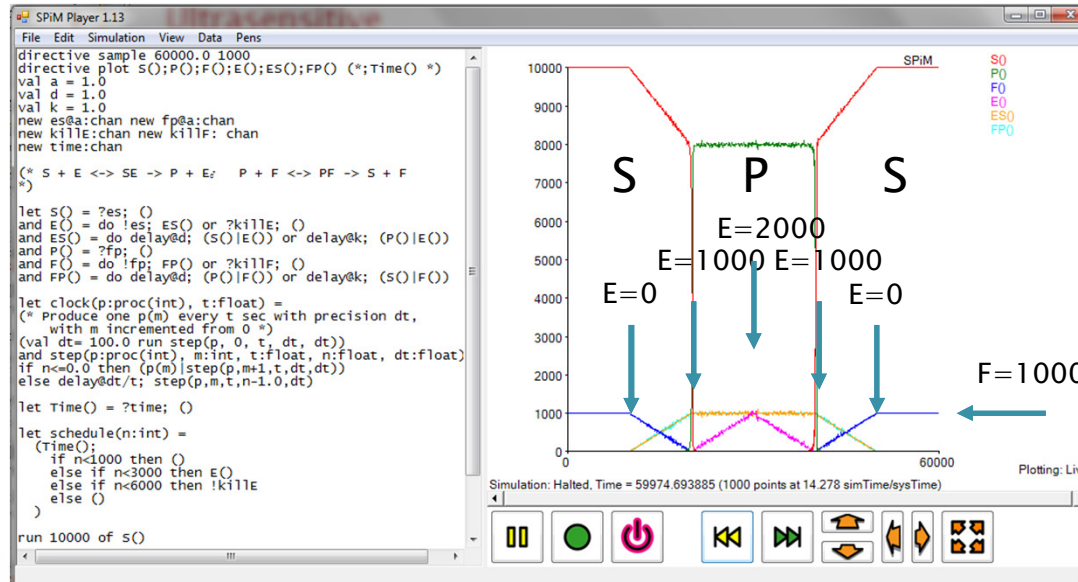 Ultrasensitive
SPiM Player 1.13
File Edit Simulation View Data Pens
directive sample 60000.0 1000
directive plot S();P();F();E();ES();FP() (*;Time() *)
val a = 1.0
val d = 1.0
val k = 1.0
new es@a:chan new fp@a:chan
new killE:chan new killF: chan
new time:chan
(* S + E <-> SE -> P + E; P + F <-> PF -> S + F
*)
let S() = ?es; ()
and E() = do !es; ES() or ?killE; ()
and ES() = do delay@d; (S()|E()) or delay@k; (P()|E())
and P() = ?fp; ()
and F() = do !fp; FP() or ?killF; ()
and FP() = do delay@d; (P()|F()) or delay@k; (S()|F())
let clock(p:proc(int), t:float) =
(* Produce one p(m) every t sec with precision dt,
with m incremented from 0 *)
(val dt= 100.0 run step(p, 0, t, dt, dt))
and step(p:proc(int), m:int, t:float, n:float, dt:float)
if n<=0.0 then (p(m)|step(p,m+1,t,dt,dt))
else delay@dt/t; step(p,m,t,n-1.0,dt)
let Time() = ?time; ()
let schedule(n:int) =
(Time();
if n<1000 then ()
else if n<3000 then E()
else if n<6000 then !killE
else ()
)
run 10000 of S()
SPiM
S()
P()
F()
E()
ES()
FP()
10000
9000
8000
7000
6000
5000
4000
3000
2000
1000
0
S P S
E=2000
E=1000 E=1000
E=0 E=0
F=1000
0 60000
Plotting: Liv
Simulation: Halted, Time = 59974.693885 (1000 points at 14.278 simTime/sysTime)